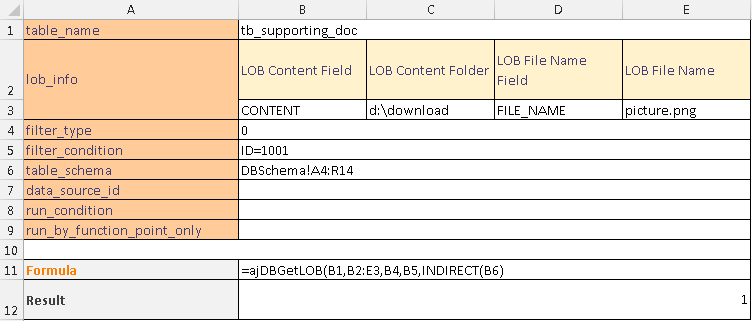 A B C D E
1 table_name tb_supporting_doc
LOB Content Field LOB Content Folder LOB File Name Field LOB File Name
2 lob_info
3 CONTENT d:\download FILE_NAME picture.png
4 filter_type 0
5 filter_condition ID=1001
6 table_schema DBSchema!A4:R14
7 data_source_id
8 run_condition
9 run_by_function_point_only
10
11 Formula =ajDBGetLOB(B1,B2:E3,B4,B5,INDIRECT(B6)
12 Result 1